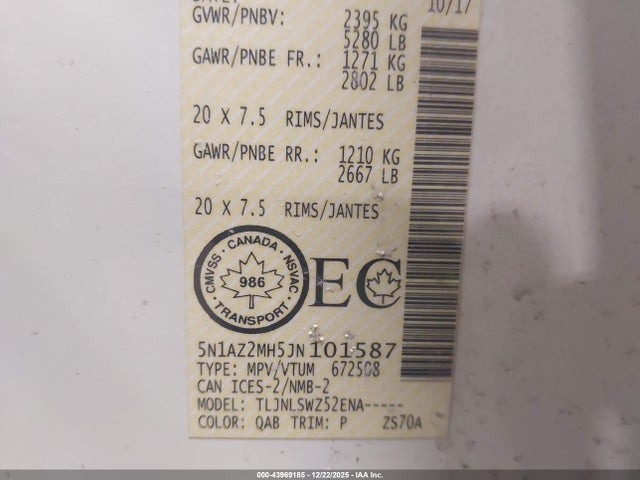 10/17
GVWR/PNBV: 2395 KG
5280 LB
GAWR/PNBE FR.: 1271 KG
2802 LB
20 X 7.5 RIMS/JANTES
GAWR/PNBE RR.: 1210 KG
2667 LB
20 X 7.5 RIMS/JANTES
CMVSS · CANADA · NSVAC · TRANSPORT ·
986
EC
5N1AZ2MH5JN101587
TYPE: MPV/VTUM 672508
CAN ICES-2/NMB-2
MODEL: TLJNLSWZ52ENA-----
COLOR: QAB TRIM: P ZS70A
000-43969185 - 12/22/2025 - IAA Inc.